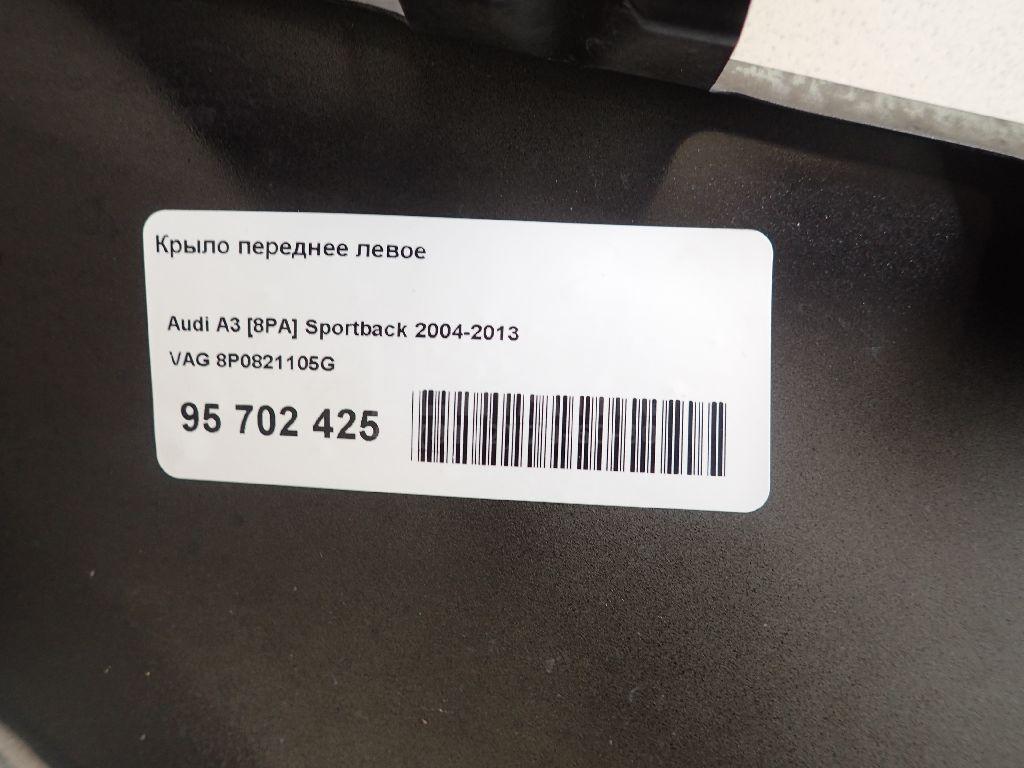 Крыло переднее левое
Audi A3 [8PA] Sportback 2004-2013
VAG 8P0821105G
95 702 425